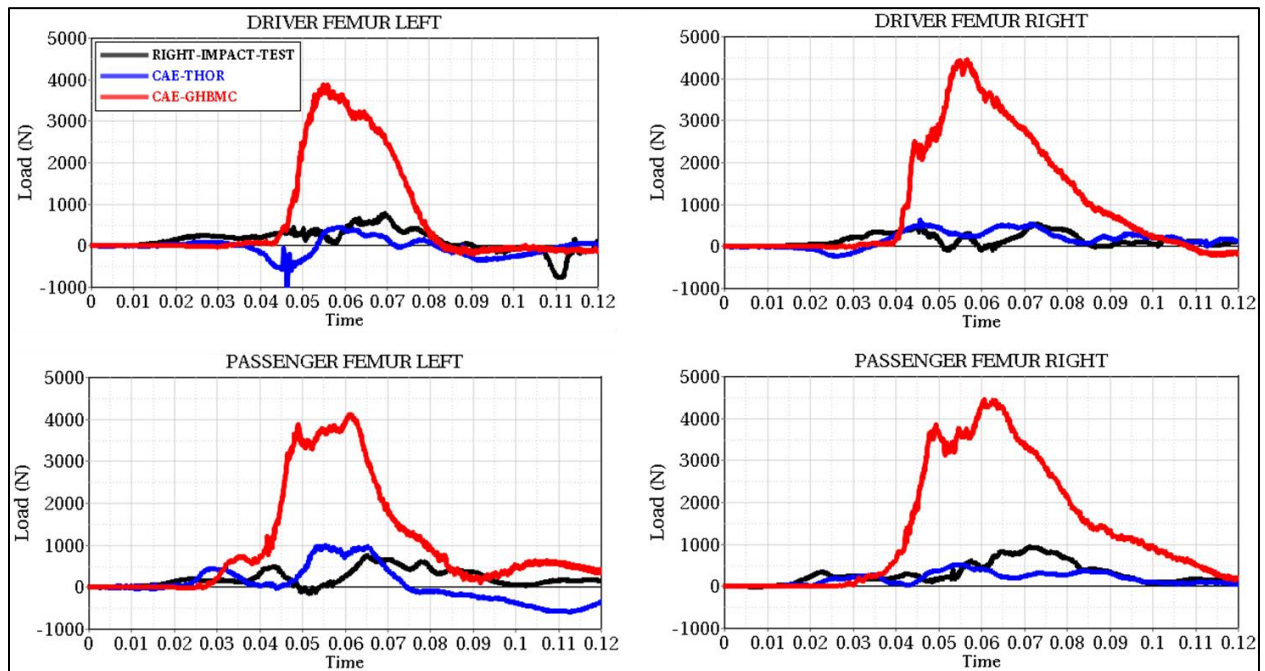 DRIVER FEMUR LEFT
5000
4000
3000
2000
1000
0
-1000
Load (N)
RIGHT-IMPACT-TEST
CAE-THOR
CAE-GHBMC
0 0.01 0.02 0.03 0.04 0.05 0.06 0.07 0.08 0.09 0.1 0.11 0.12
Time
DRIVER FEMUR RIGHT
5000
4000
3000
2000
1000
0
-1000
Load (N)
0 0.01 0.02 0.03 0.04 0.05 0.06 0.07 0.08 0.09 0.1 0.11 0.12
Time
PASSENGER FEMUR LEFT
5000
4000
3000
2000
1000
0
-1000
Load (N)
0 0.01 0.02 0.03 0.04 0.05 0.06 0.07 0.08 0.09 0.1 0.11 0.12
Time
PASSENGER FEMUR RIGHT
5000
4000
3000
2000
1000
0
-1000
Load (N)
0 0.01 0.02 0.03 0.04 0.05 0.06 0.07 0.08 0.09 0.1 0.11 0.12
Time